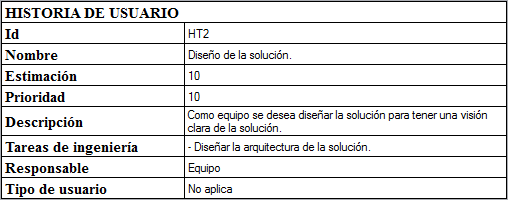 HISTORIA DE USUARIO
Id HT2
Nombre Diseño de la solución.
Estimación 10
Prioridad 10
Descripción Como equipo se desea diseñar la solución para tener una visión
clara de la solución.
Tareas de ingeniería - Diseñar la arquitectura de la solución.
Responsable Equipo
Tipo de usuario No aplica